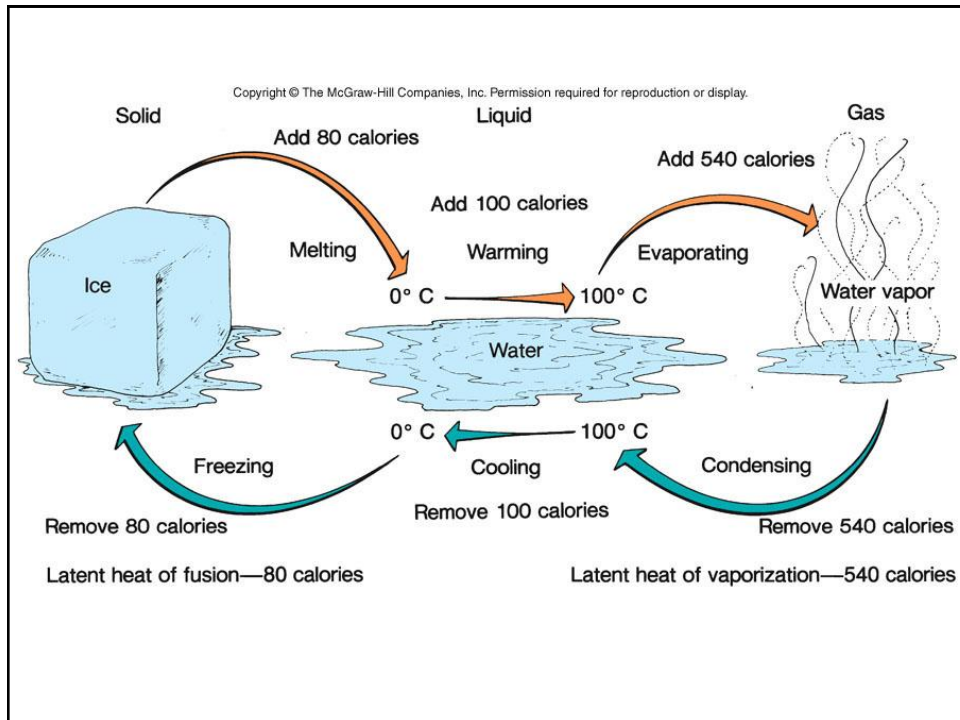 Copyright © The McGraw-Hill Companies, Inc. Permission required for reproduction or display.
Solid
Liquid
Gas
Add 80 calories
Add 540 calories
Add 100 calories
Melting
Warming
Evaporating
Ice
0° C
100° C
Water vapor
Water
0° C
100° C
Freezing
Cooling
Condensing
Remove 80 calories
Remove 100 calories
Remove 540 calories
Latent heat of fusion—80 calories
Latent heat of vaporization—540 calories